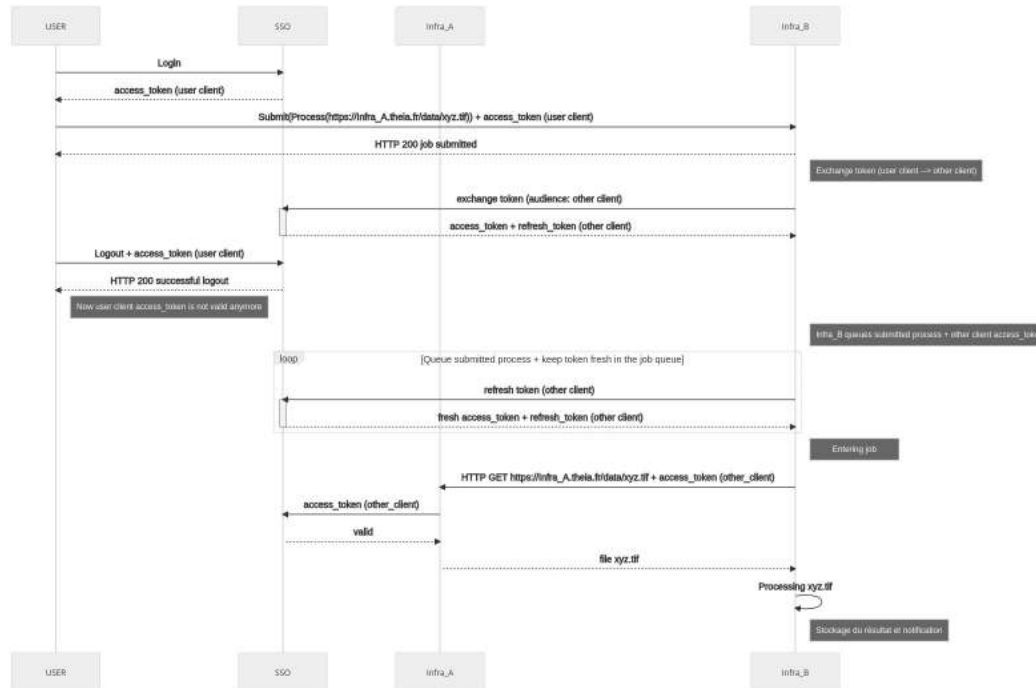 USER SSO Infra_A Infra_B
Login
access_token (user client)
Submit(Process(https://Infra_A.theia.fr/data/xyz.tif)) + access_token (user client)
HTTP 200 job submitted
Exchange token (user client --> other client)
exchange token (audience: other client)
access_token + refresh_token (other client)
Logout + access_token (user client)
HTTP 200 successful logout
Now user client access_token is not valid anymore
Infra_B queues submitted process + other client
loop [Queue submitted process + keep token fresh in the job queue]
refresh token (other client)
fresh access_token + refresh_token (other client)
Entering job
HTTP GET https://Infra_A.theia.fr/data/xyz.tif + access_token (other_client)
access_token (other_client)
valid
file xyz.tif
Processing xyz.tif
Stockage du résultat et notification
USER SSO Infra_A Infra_B